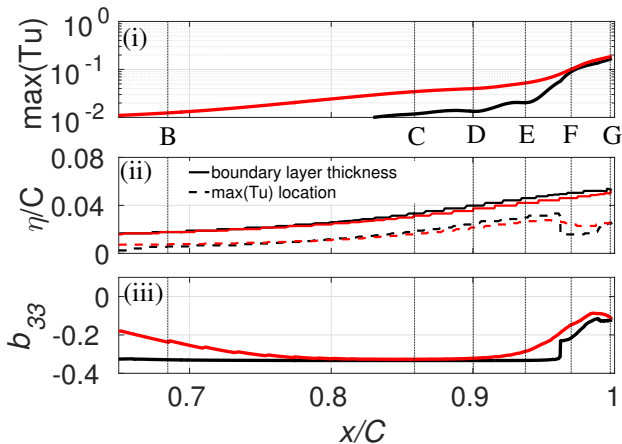 10^0
(i)
max(Tu)
10^-1
10^-2
B C D E F G
0.08
(ii)
boundary layer thickness
max(Tu) location
η/C
0.04
0
(iii)
0
b_33
-0.2
-0.4
0.7 0.8 0.9 1
x/C